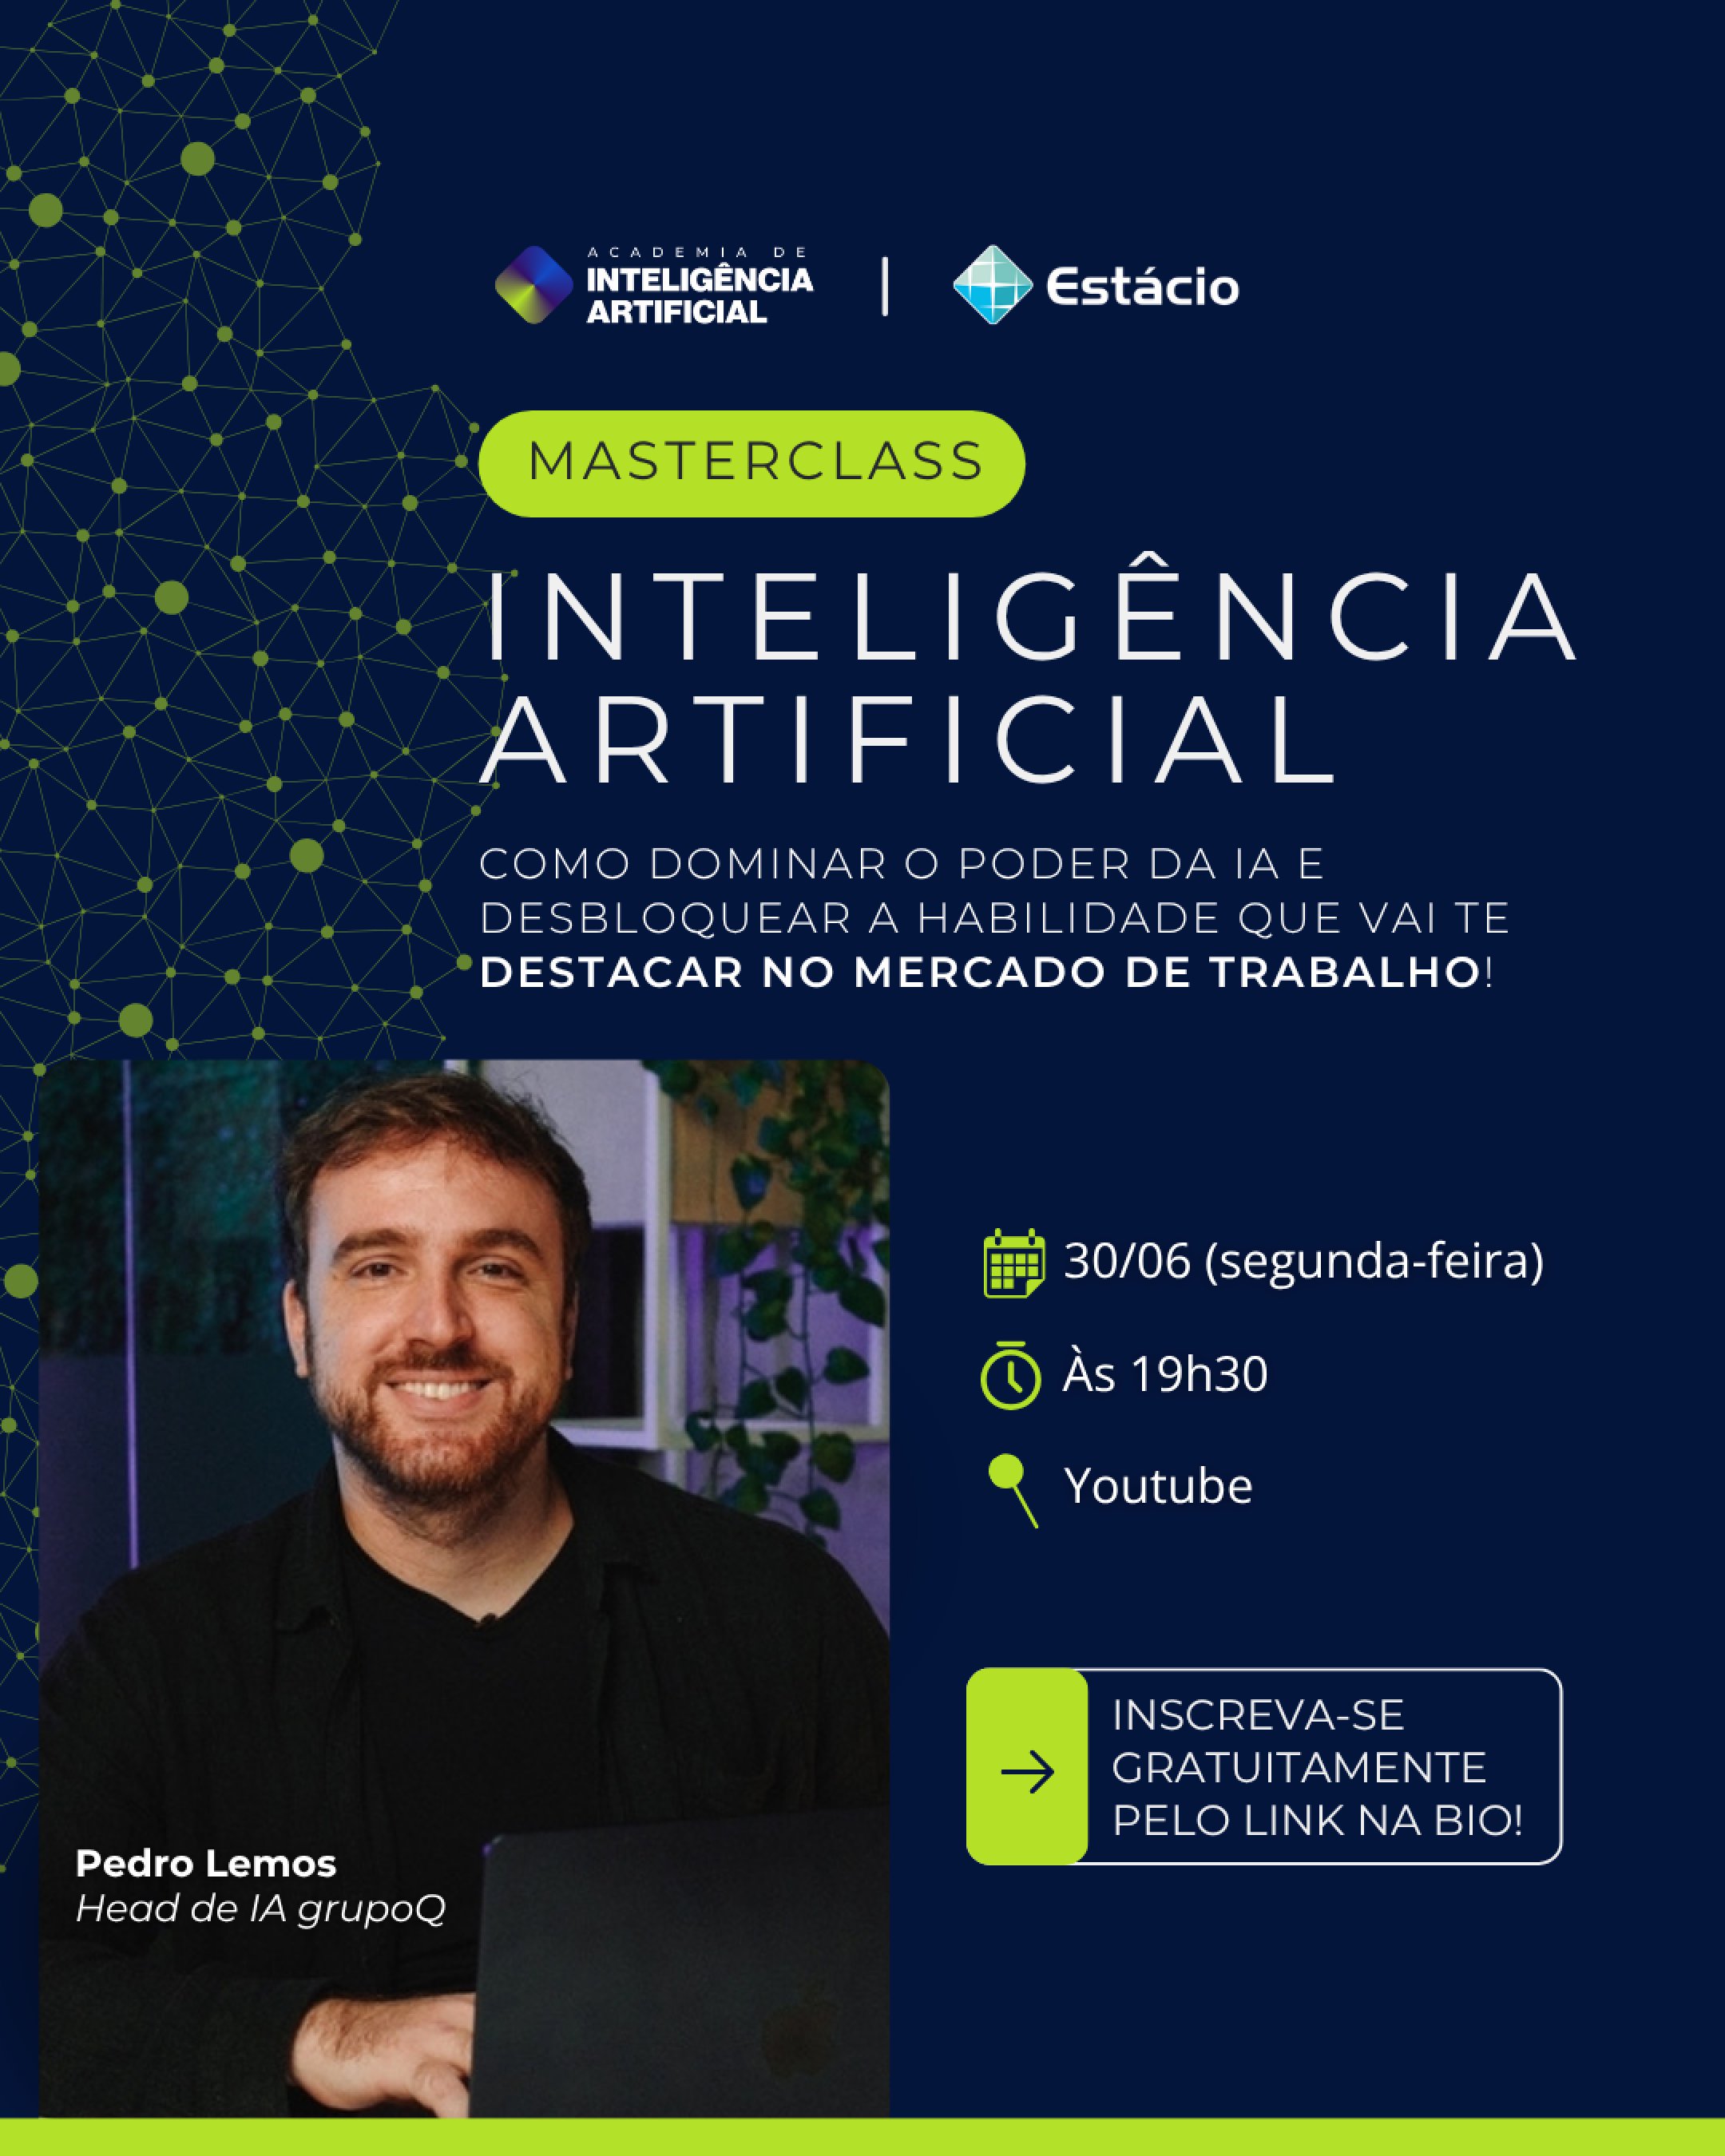 ACADEMIA DE
INTELIGÊNCIA
ARTIFICIAL
Estácio
MASTERCLASS
INTELIGÊNCIA
ARTIFICIAL
COMO DOMINAR O PODER DA IA E
DESBLOQUEAR A HABILIDADE QUE VAI TE
DESTACAR NO MERCADO DE TRABALHO!
30/06 (segunda-feira)
Às 19h30
Youtube
INSCREVA-SE
GRATUITAMENTE
PELO LINK NA BIO!
Pedro Lemos
Head de IA grupoQ